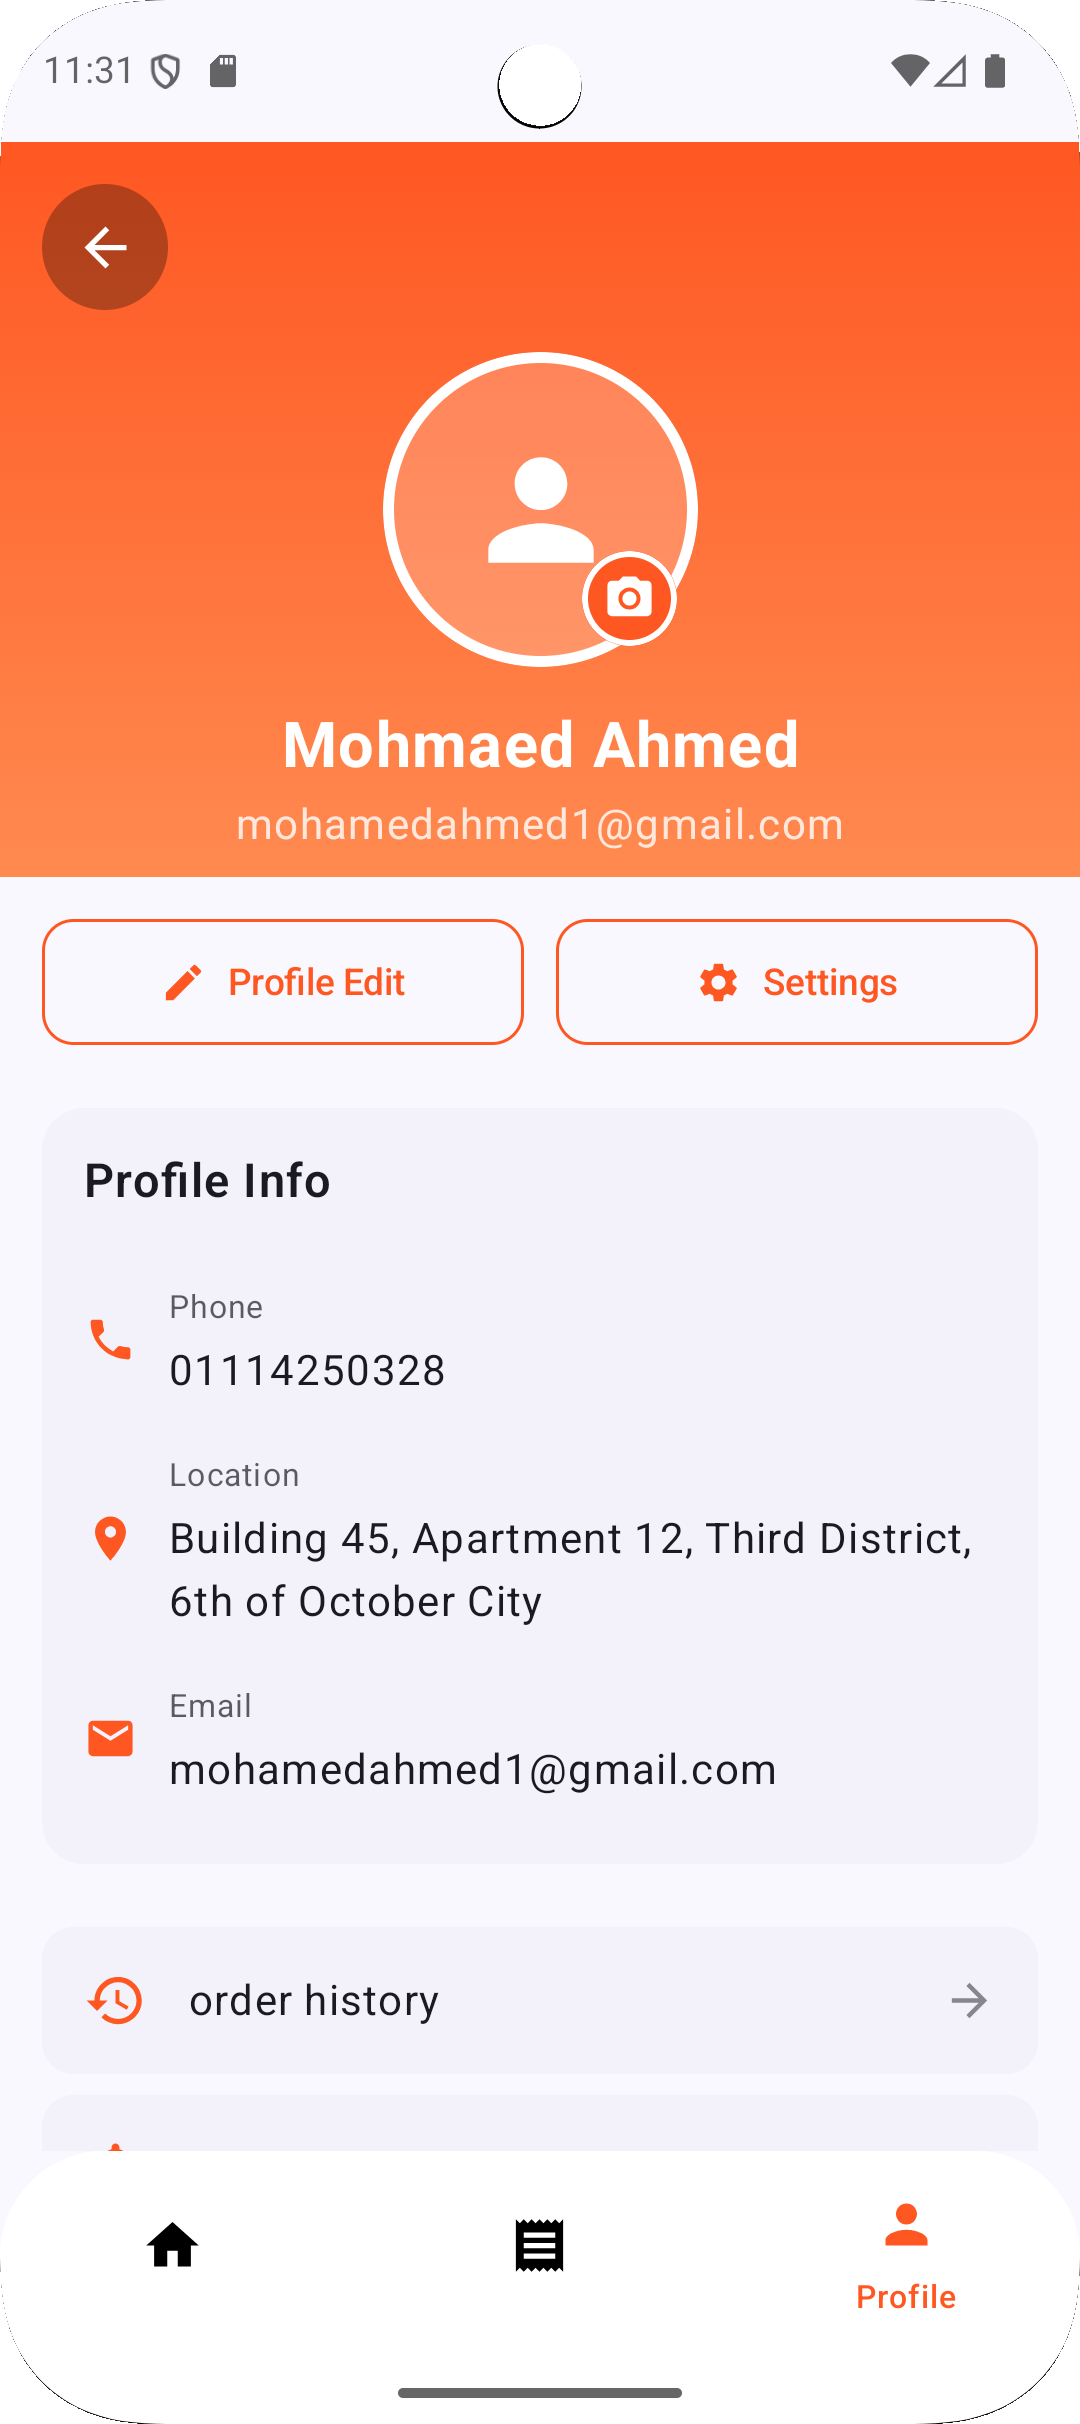 11:31
Mohmaed Ahmed
mohamedahmed1@gmail.com
Profile Edit
Settings
Profile Info
Phone
01114250328
Location
Building 45, Apartment 12, Third District,
6th of October City
Email
mohamedahmed1@gmail.com
order history
Profile